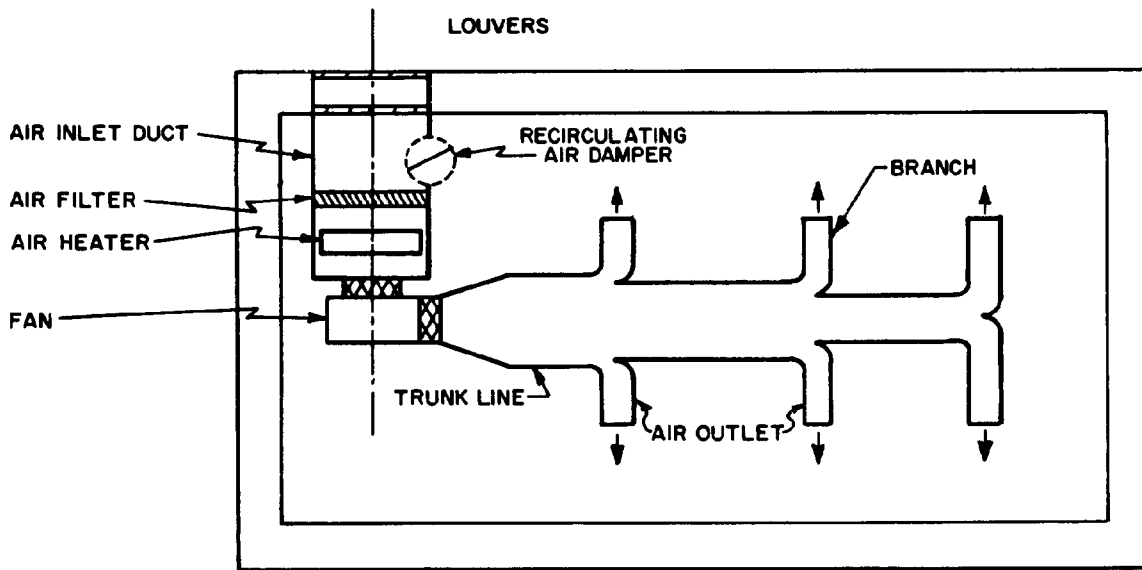 LOUVERS
AIR INLET DUCT
RECIRCULATING
AIR DAMPER
BRANCH
AIR FILTER
AIR HEATER
FAN
TRUNK LINE
AIR OUTLET